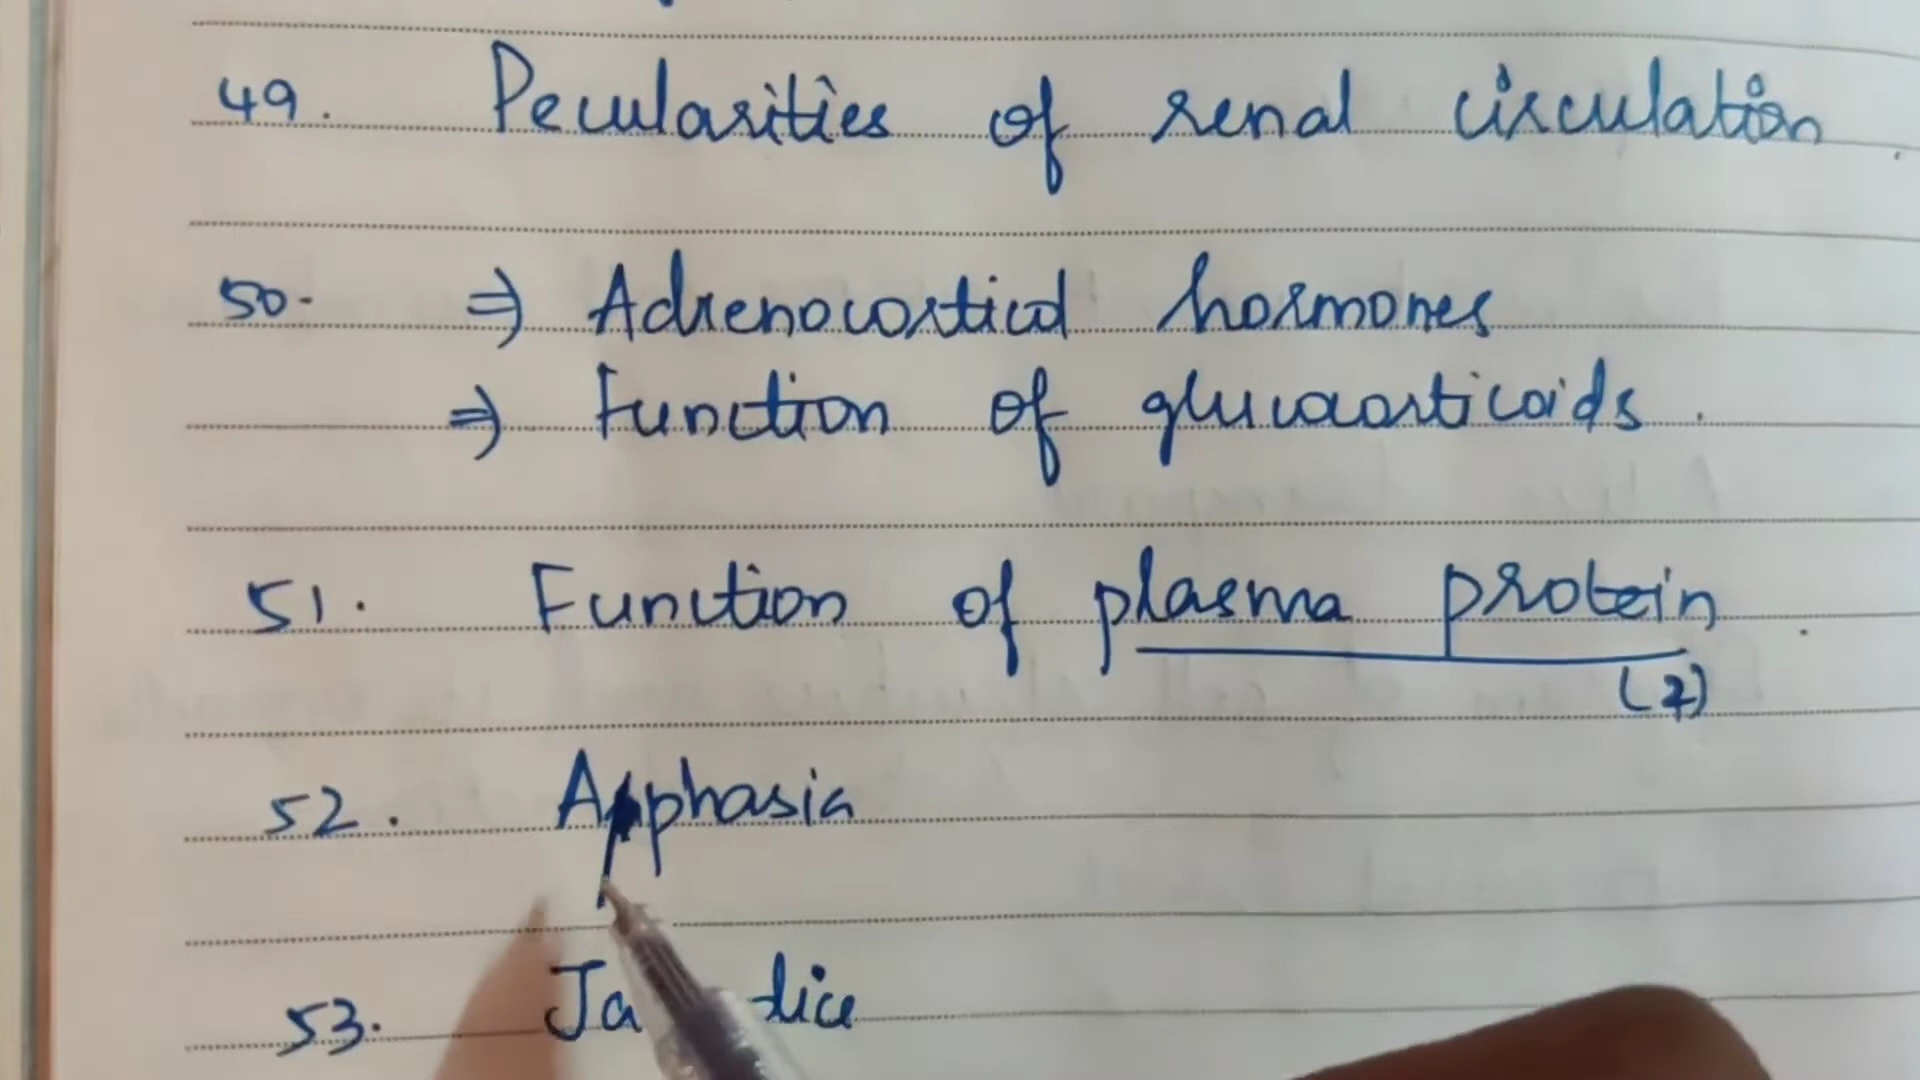 49. Pecularities of renal circulation.
50. ⇒ Adrenocortical hormones
⇒ Function of glucocorticoids.
51. Function of plasma protein.
(7)
52. Aphasia
53.